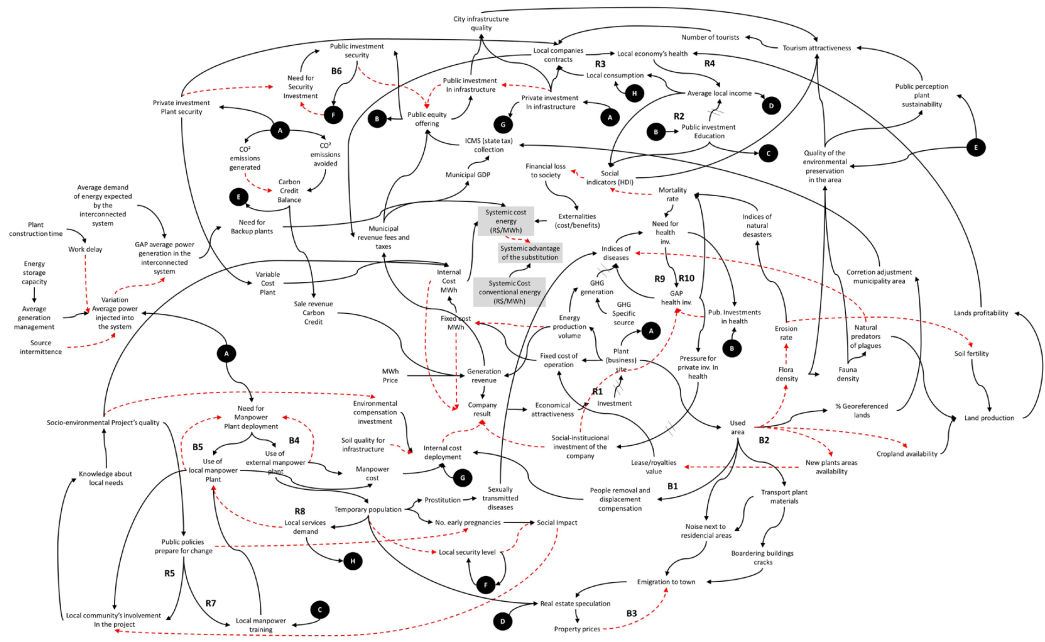 City infrastructure
quality
Number of tourists
Tourism attractiveness
Public investment
security
B6
Local companies
contracts
Local economy's health
R3
R4
Need for
Security
Investment
Public investment
In infrastructure
Local consumption
Average local income
Public perception
plant
sustainability
Private investment
Plant security
F
B
Public equity
offering
Private investment
In infrastructure
G
H
A
D
A
R2
B
Public investment
Education
C
E
CO²
emissions
generated
CO²
emissions
avoided
ICMS (state tax)
collection
Quality of the
environmental
preservation
in the area
Financial loss
to society
Social
indicators (HDI)
Municipal GDP
Carbon
Credit
Balance
E
Mortality
rate
Average demand
of energy expected
by the
interconnected
system
Need for
Backup plants
Municipal
revenue fees and
taxes
Systemic cost
energy
(R$/MWh)
Externalities
(cost/benefits)
Need for
health
inv.
Indices of
natural
desasters
Plant
construction time
Work delay
GAP average power
generation in the
interconnected
system
Systemic advantage
of the substitution
Indices of
diseases
Energy
storage
capacity
Variable
Cost
Plant
Internal
Cost
MWh
Systemic Cost
conventional energy
(R$/MWh)
GHG
generation
R9
R10
GAP
health inv.
Corretion adjustment
municipality area
Variation
Average power
injected into
the system
Average
generation
management
Sale revenue
Carbon
Credit
Fixed cost
MWh
Energy
production
volume
GHG
Specific
source
A
Pub. Investments
in health
B
Erosion
rate
Natural
predators
of plagues
Lands profitability
Source
intermittence
A
Fixed cost of
operation
Plant
(business)
site
Pressure for
private inv. In
health
Soil fertility
MWh
Price
Generation
revenue
R1
Flora
density
Fauna
density
Environmental
compensation
investment
Company
result
Economical
attractiveness
investment
Need for
Manpower
Plant deployment
Socio-environmental Project's quality
% Georeferenced
lands
Land production
Soil quality for
infrastructure
Social-institutional
investment of the
company
Used
area
B2
B5
B4
Internal cost
deployment
Cropland availability
Use of
local manpower
Plant
Use of
external manpower
plant
Manpower
cost
G
Lease/royalties
value
New plants areas
availability
Knowledge about
local needs
B1
Prostitution
Sexually
transmitted
diseases
People removal and
displacement
compensation
Transport plant
materials
R8
Temporary population
Local services
demand
No. early pregnancies
Social impact
Noise next to
residencial areas
Public policies
prepare for change
Local security level
H
Boardering buildings
cracks
R5
F
Emigration to town
R7
Local community's involvement
In the project
Local manpower
training
C
Real estate speculation
D
B3
Property prices